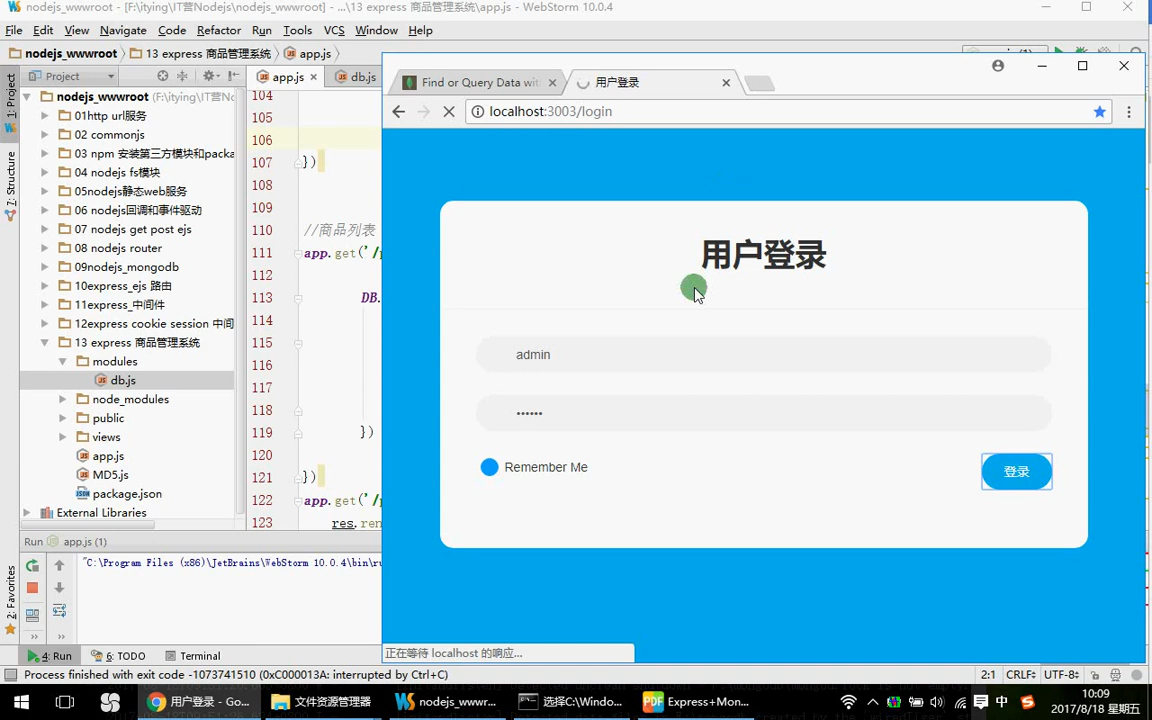 nodejs_wwwroot - [F:\itying\IT营Nodejs\nodejs_wwwroot] - ...\13 express 商品管理系统\app.js - WebStorm 10.0.4
File Edit View Navigate Code Refactor Run Tools VCS Window Help
nodejs_wwwroot 13 express 商品管理系统 app.js
Project
app.js
db.js
1: Project
7: Structure
2: Favorites
nodejs_wwwroot (F:\itying\IT营No
01http url服务
02 commonjs
03 npm 安装第三方模块和packa
04 nodejs fs模块
05nodejs静态web服务
06 nodejs回调和事件驱动
07 nodejs get post ejs
08 nodejs router
09nodejs_mongodb
10express_ejs 路由
11express_中间件
12express cookie session 中间
13 express 商品管理系统
modules
db.js
node_modules
public
views
app.js
MD5.js
package.json
External Libraries
104
105
106
107 })
108
109
110 //商品列表
111 app.get('/p
112
113 DB.
114
115
116
117
118
119 })
120
121 })
122 app.get('/p
123 res.ren
Find or Query Data wit
用户登录
localhost:3003/login
用户登录
admin
••••••
Remember Me
登录
正在等待 localhost 的响应...
Run app.js (1)
"C:\Program Files (x86)\JetBrains\WebStorm 10.0.4\bin\ru
4: Run 6: TODO Terminal
Process finished with exit code -1073741510 (0xC000013A: interrupted by Ctrl+C)
2:1 CRLF÷ UTF-8÷
用户登录 - Go...
文件资源管理器
nodejs_wwwr...
选择C:\Windo...
Express+Mon...
中
10:09
2017/8/18 星期五